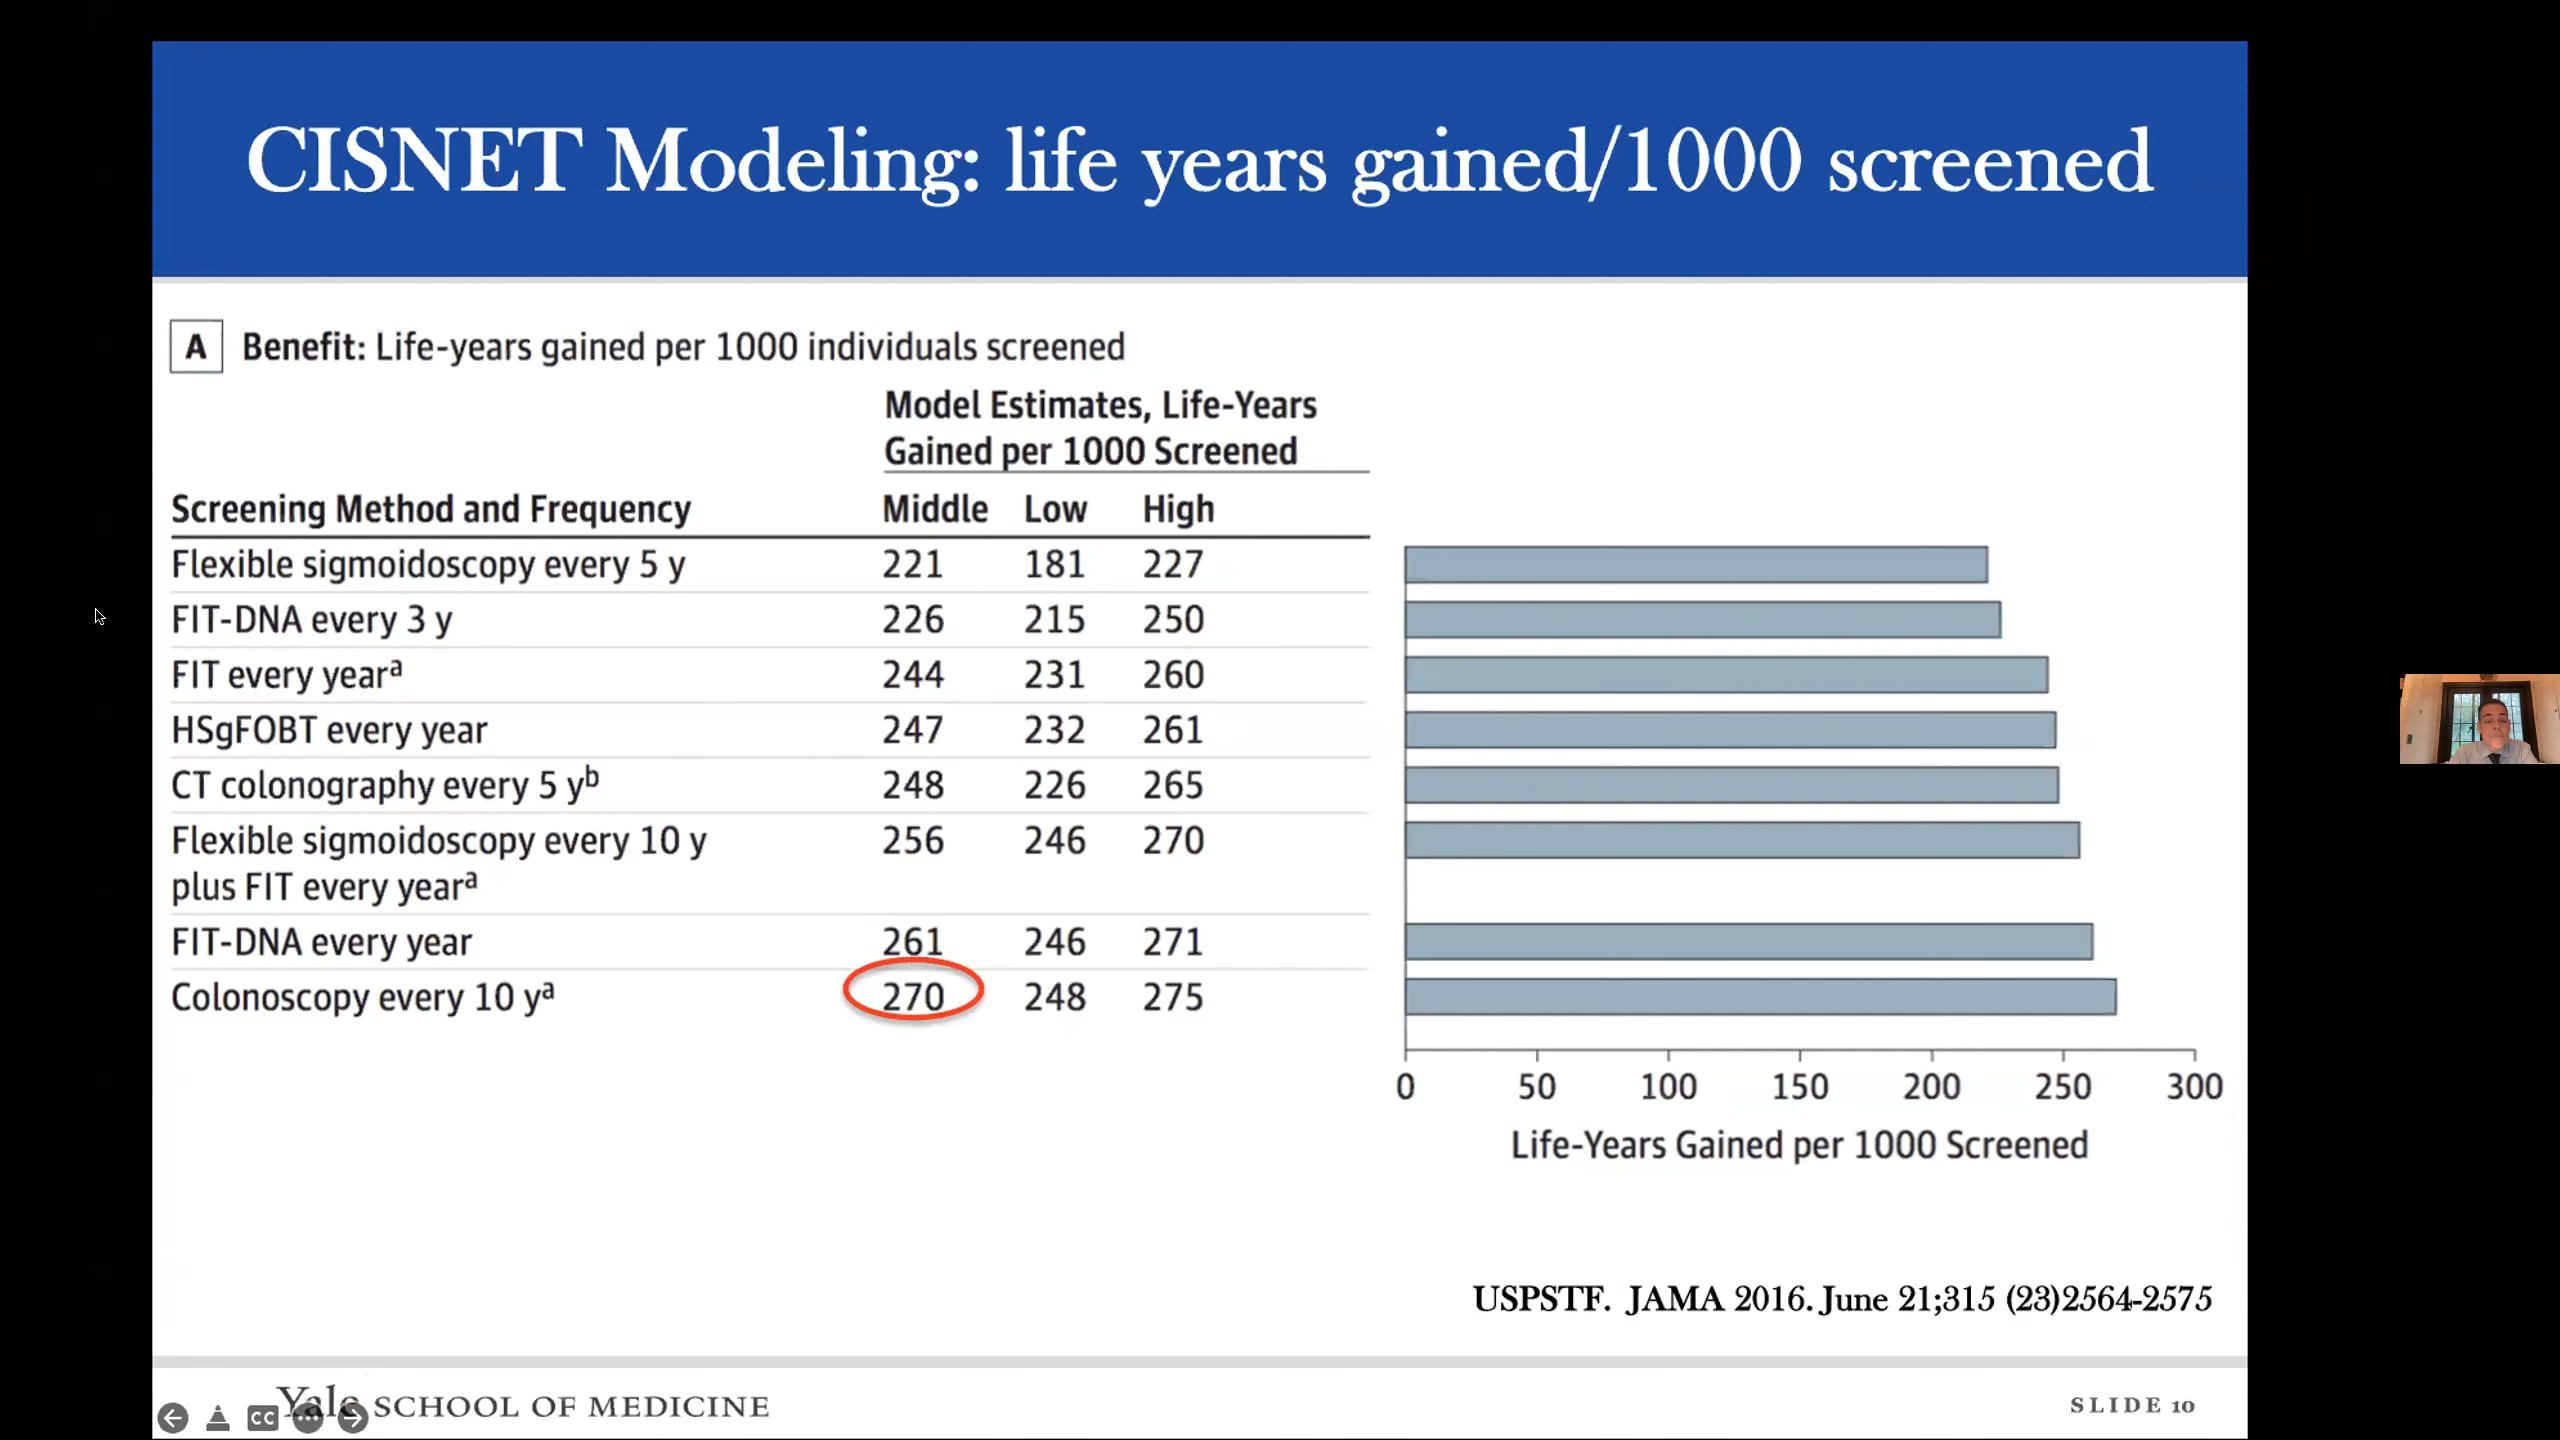 CISNET Modeling: life years gained/1000 screened
A Benefit: Life-years gained per 1000 individuals screened
Model Estimates, Life-Years
Gained per 1000 Screened
Screening Method and Frequency Middle Low High
Flexible sigmoidoscopy every 5 y 221 181 227
FIT-DNA every 3 y 226 215 250
FIT every yearª 244 231 260
HSgFOBT every year 247 232 261
CT colonography every 5 yᵇ 248 226 265
Flexible sigmoidoscopy every 10 y 256 246 270
plus FIT every yearª
FIT-DNA every year 261 246 271
Colonoscopy every 10 yª 270 248 275
0 50 100 150 200 250 300
Life-Years Gained per 1000 Screened
USPSTF. JAMA 2016. June 21;315 (23)2564-2575
Yale SCHOOL OF MEDICINE
CC
SLIDE 10